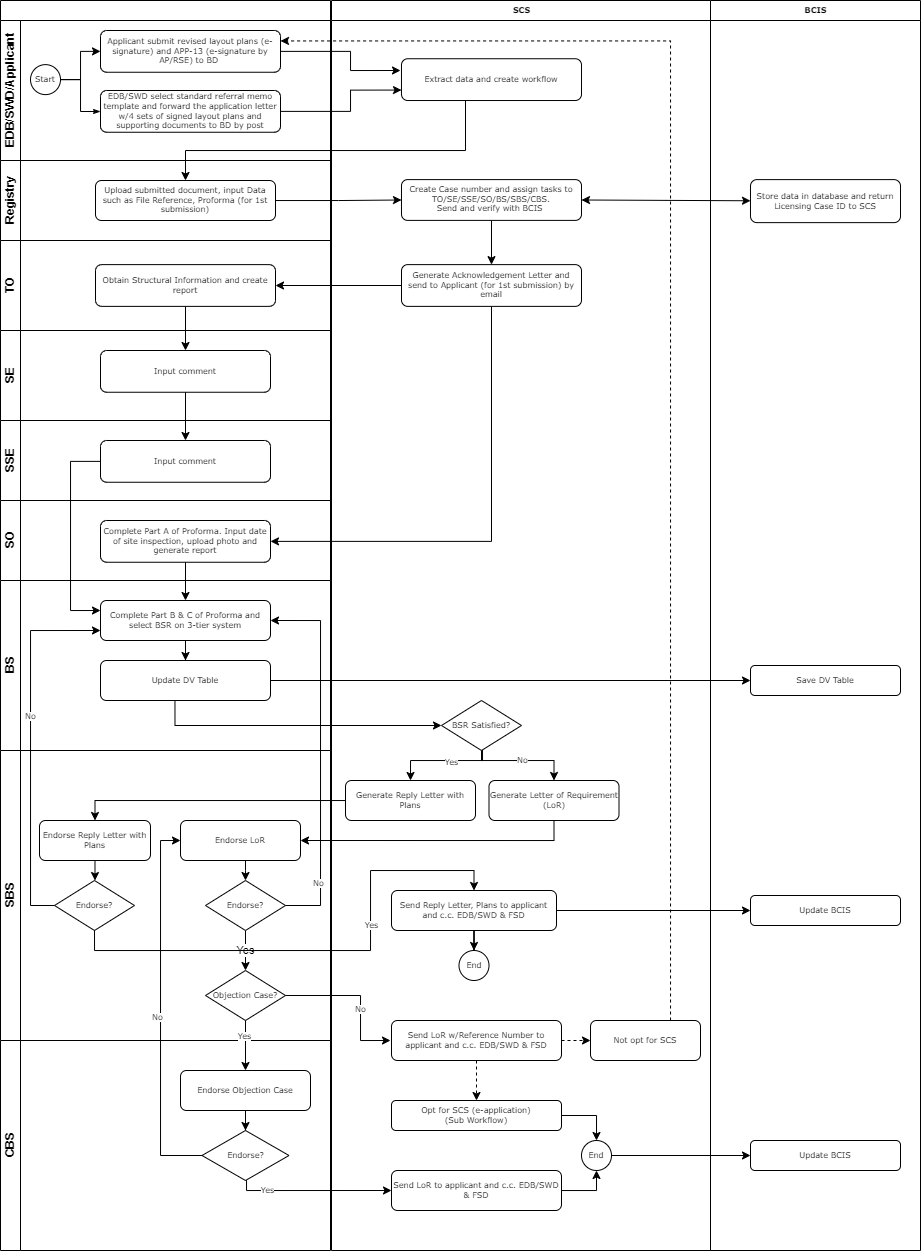 SCS
BCIS
EDB/SWD/Applicant
Start
Applicant submit revised layout plans (e-
signature) and APP-13 (e-signature by
AP/RSE) to BD
EDB/SWD select standard referral memo
template and forward the application letter
w/4 sets of signed layout plans and
supporting documents to BD by post
Extract data and create workflow
Registry
Upload submitted document, input Data
such as File Reference, Proforma (for 1st
submission)
Create Case number and assign tasks to
TO/SE/SSE/SO/BS/SBS/CBS.
Send and verify with BCIS
Store data in database and return
Licensing Case ID to SCS
TO
Obtain Structural Information and create
report
Generate Acknowledgement Letter and
send to Applicant (for 1st submission) by
email
SE
Input comment
SSE
Input comment
SO
Complete Part A of Proforma. Input date
of site inspection, upload photo and
generate report
BS
Complete Part B & C of Proforma and
select BSR on 3-tier system
Update DV Table
Save DV Table
No
BSR Satisfied?
Yes
No
SBS
Generate Reply Letter with
Plans
Generate Letter of Requirement
(LoR)
Endorse Reply Letter with
Plans
Endorse LoR
Endorse?
Endorse?
No
Send Reply Letter, Plans to applicant
and c.c. EDB/SWD & FSD
Update BCIS
Yes
Yes
End
Objection Case?
No
No
Yes
Send LoR w/Reference Number to
applicant and c.c. EDB/SWD & FSD
Not opt for SCS
CBS
Endorse Objection Case
Opt for SCS (e-application)
(Sub Workflow)
Endorse?
End
Update BCIS
Yes
Send LoR to applicant and c.c. EDB/SWD
& FSD